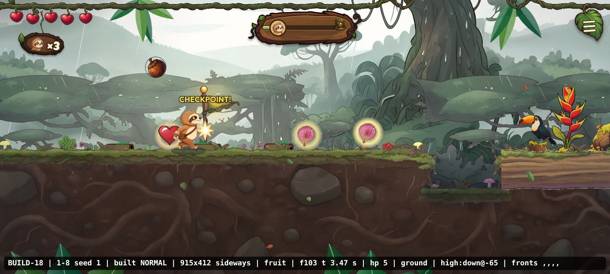 ×3
CHECKPOINT!
BUILD-18 | 1-8 seed 1 | built NORMAL | 915x412 sideways | fruit | f103 t 3.47 s | hp 5 | ground | high:down@-65 | fronts ,,,,